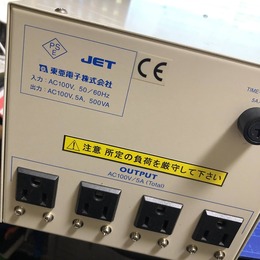 PS
E
JET
CE
東亜電子株式会社
入力：AC100V, 50／60Hz
出力：AC100V, 5A, 500VA
TIME
5A
注意 所定の負荷を厳守して下さい
OUTPUT
AC100V/5A (Total)